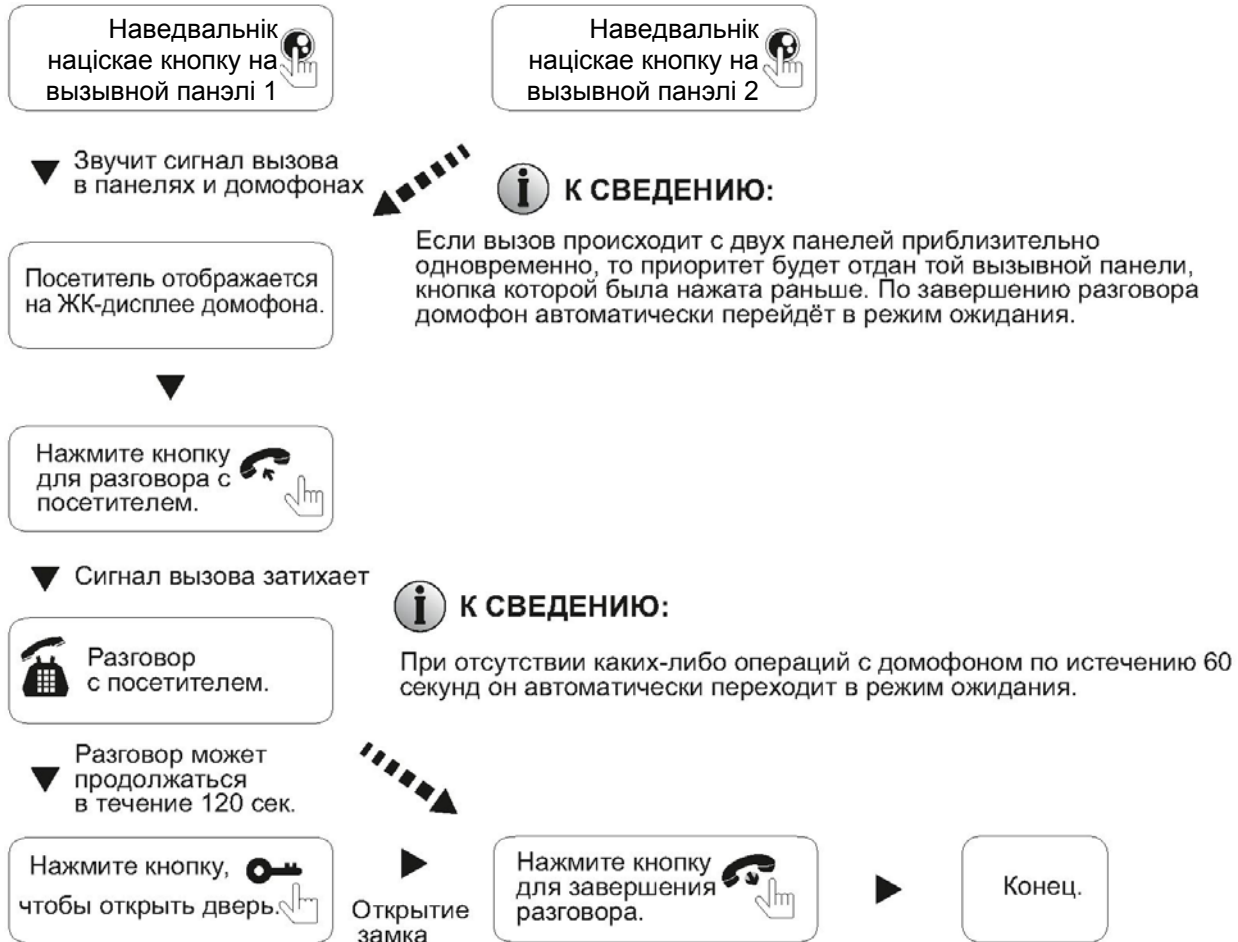 Наведвальнік
націскае кнопку на
вызывной панэлі 1
Наведвальнік
націскае кнопку на
вызывной панэлі 2
Звучит сигнал вызова
в панелях и домофонах
К СВЕДЕНИЮ:
Если вызов происходит с двух панелей приблизительно
одновременно, то приоритет будет отдан той вызывной панели,
кнопка которой была нажата раньше. По завершению разговора
домофон автоматически перейдёт в режим ожидания.
Посетитель отображается
на ЖК-дисплее домофона.
Нажмите кнопку
для разговора с
посетителем.
Сигнал вызова затихает
К СВЕДЕНИЮ:
При отсутствии каких-либо операций с домофоном по истечению 60
секунд он автоматически переходит в режим ожидания.
Разговор
с посетителем.
Разговор может
продолжаться
в течение 120 сек.
Нажмите кнопку,
чтобы открыть дверь.
Открытие
замка
Нажмите кнопку
для завершения
разговора.
Конец.